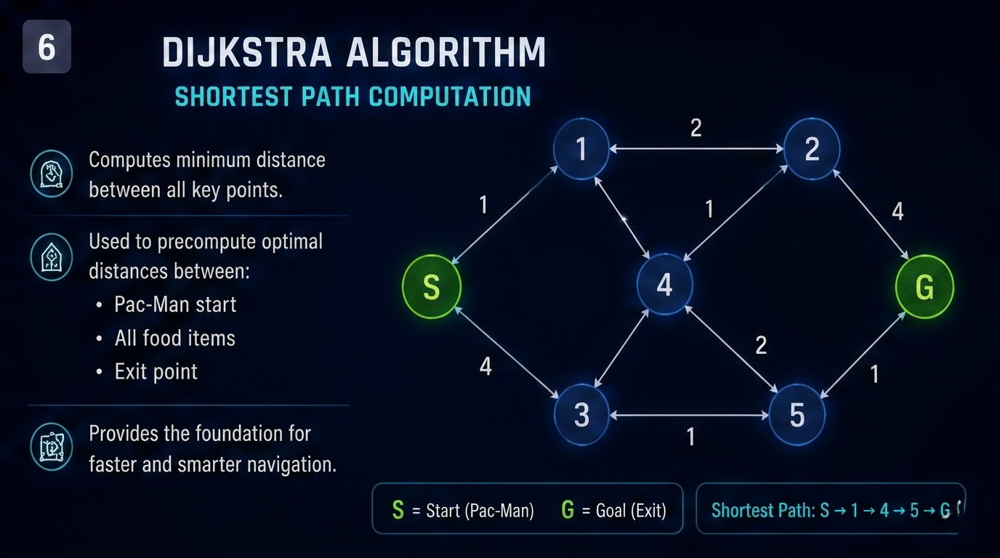 6
DIJKSTRA ALGORITHM
SHORTEST PATH COMPUTATION
Computes minimum distance
between all key points.
Used to precompute optimal
distances between:
• Pac-Man start
• All food items
• Exit point
Provides the foundation for
faster and smarter navigation.
2
1
2
1
1
4
S
4
G
4
2
1
3
5
1
S = Start (Pac-Man) G = Goal (Exit)
Shortest Path: S → 1 → 4 → 5 → G